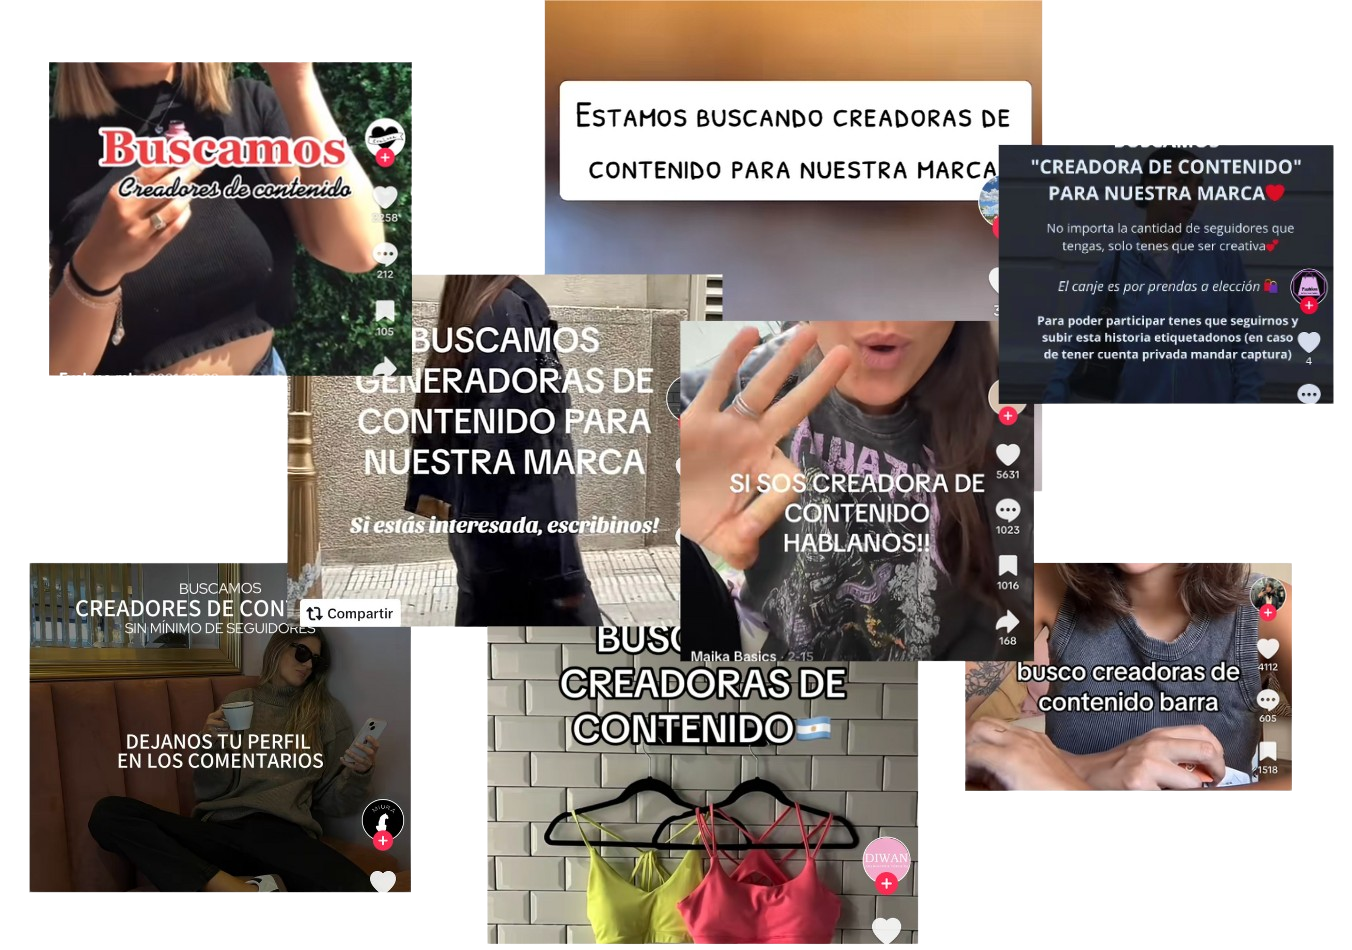 Buscamos
Creadores de contenido
2258
212
105
ESTAMOS BUSCANDO CREADORAS DE
CONTENIDO PARA NUESTRA MARCA
"CREADORA DE CONTENIDO"
PARA NUESTRA MARCA❤️
No importa la cantidad de seguidores que
tengas, solo tenes que ser creativa💕
El canje es por prendas a elección 🛍️
Para poder participar tenes que seguirnos y
subir esta historia etiquetadonos (en caso
de tener cuenta privada mandar captura)
4
BUSCAMOS
GENERADORAS DE
CONTENIDO PARA
NUESTRA MARCA
Si estás interesada, escribinos!
Compartir
SI SOS CREADORA DE
CONTENIDO
HABLANOS!!
5631
1023
1016
168
Maika Basics · 2-15
BUSCAMOS
CREADORES DE CON
SIN MÍNIMO DE SEGUIDORES
DEJANOS TU PERFIL
EN LOS COMENTARIOS
MIURA
CREADORAS DE
CONTENIDO🇦🇷
DIWAN
busco creadoras de
contenido barra
4112
605
1518